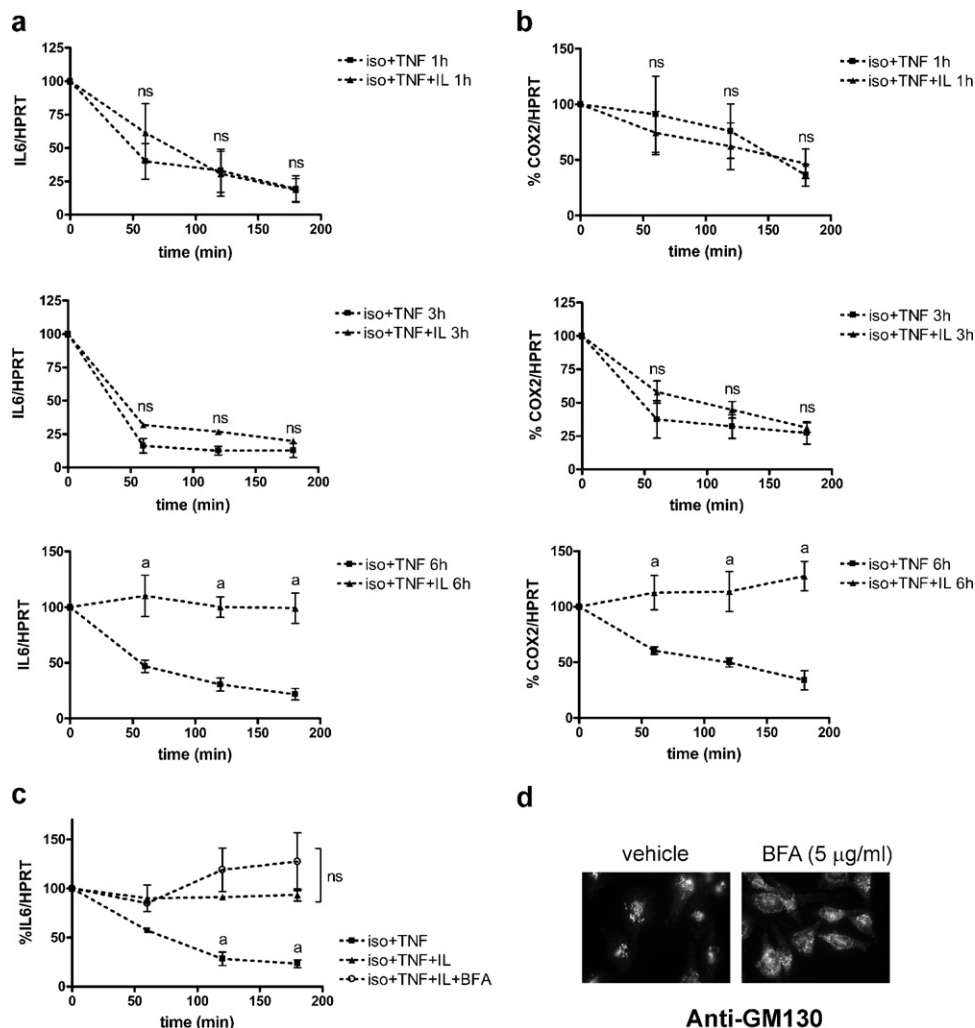 a
IL6/HPRT
125
100
75
50
25
0
ns
ns
ns
iso+TNF 1h
iso+TNF+IL 1h
0
50
100
150
200
time (min)
IL6/HPRT
125
100
75
50
25
0
ns
ns
ns
iso+TNF 3h
iso+TNF+IL 3h
0
50
100
150
200
time (min)
IL6/HPRT
150
100
50
0
a
a
a
iso+TNF 6h
iso+TNF+IL 6h
0
50
100
150
200
time (min)
b
% COX2/HPRT
150
100
50
0
ns
ns
ns
iso+TNF 1h
iso+TNF+IL 1h
0
50
100
150
200
time (min)
% COX2/HPRT
125
100
75
50
25
0
ns
ns
ns
iso+TNF 3h
iso+TNF+IL 3h
0
50
100
150
200
time (min)
% COX2/HPRT
150
100
50
0
a
a
a
iso+TNF 6h
iso+TNF+IL 6h
0
50
100
150
200
time (min)
c
%IL6/HPRT
150
100
50
0
ns
a
a
iso+TNF
iso+TNF+IL
iso+TNF+IL+BFA
0
50
100
150
200
time (min)
d
vehicle
BFA (5 µg/ml)
Anti-GM130